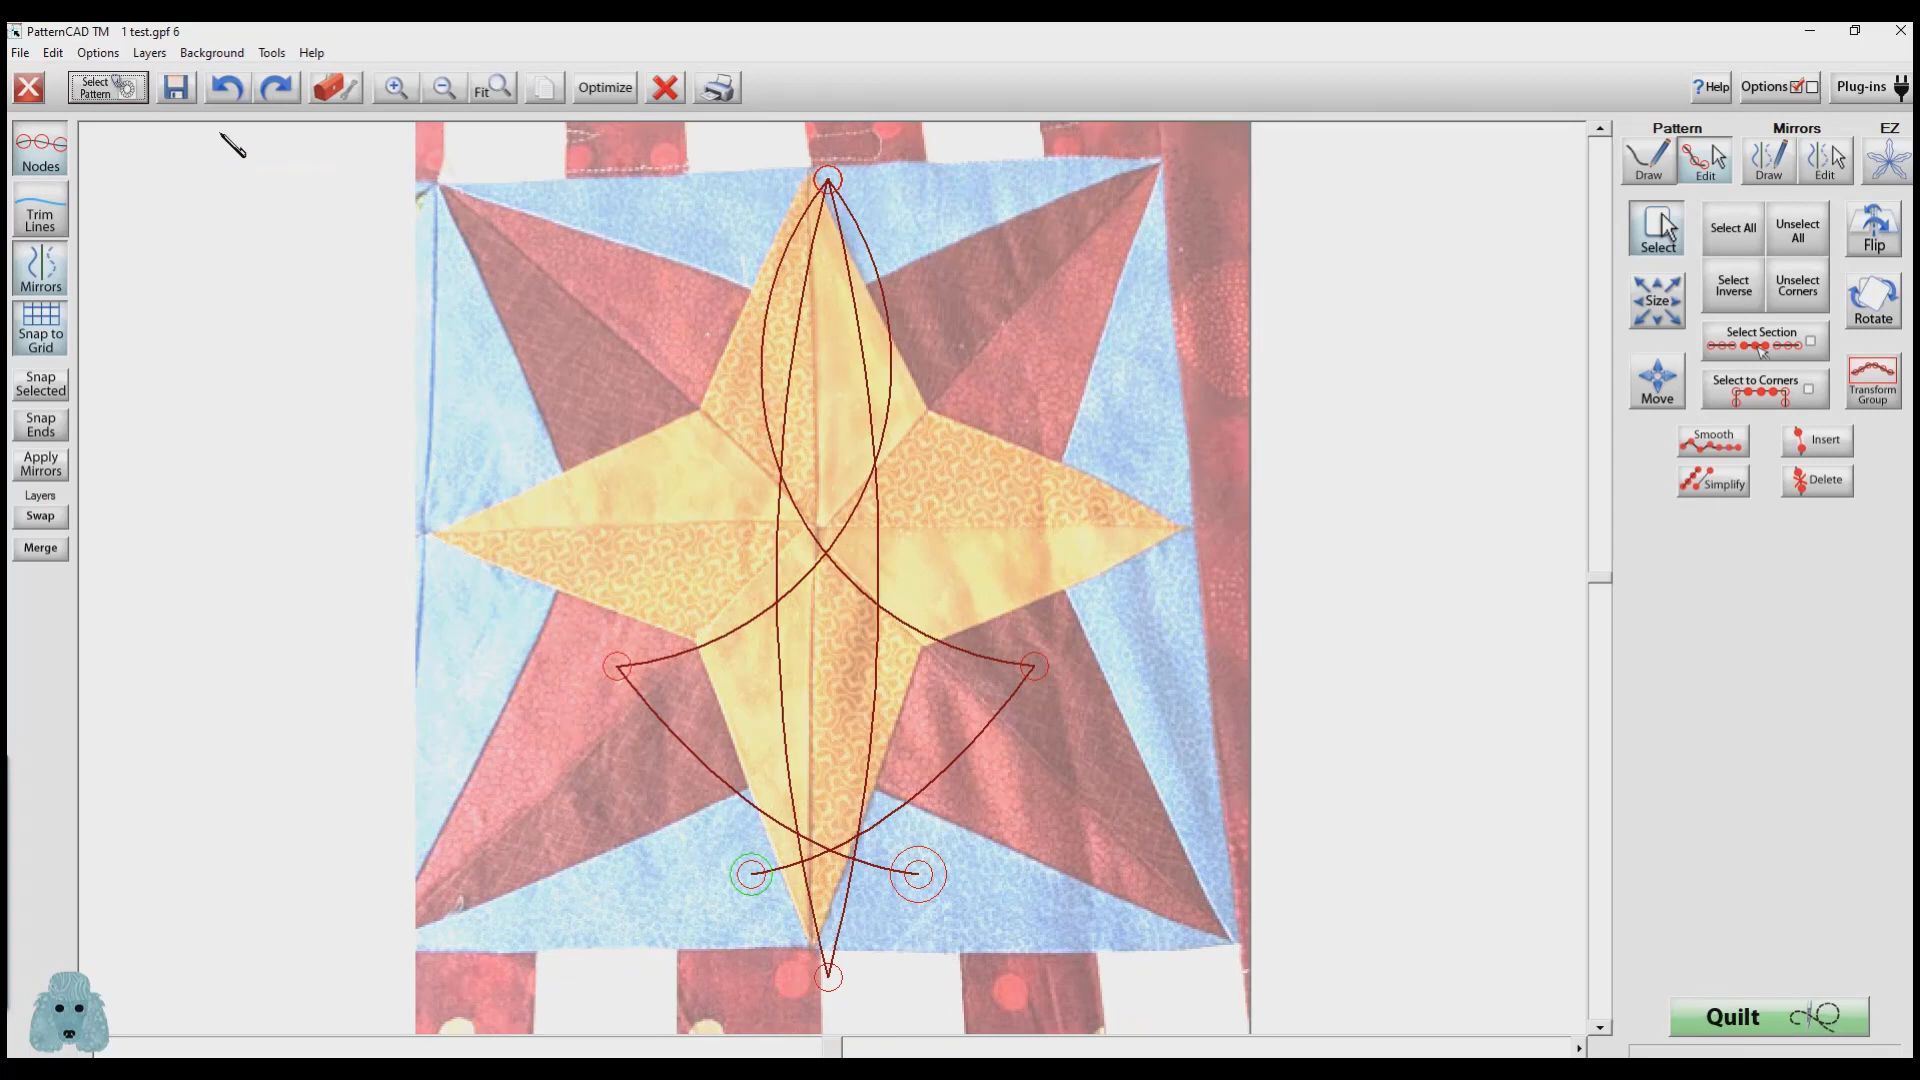 PatternCAD TM 1 test.gpf 6
File Edit Options Layers Background Tools Help
Select
Pattern
Fit
Optimize
?Help
Options
Plug-ins
Nodes
Trim
Lines
Mirrors
Snap to
Grid
Snap
Selected
Snap
Ends
Apply
Mirrors
Layers
Swap
Merge
Pattern Mirrors EZ
Draw Edit Draw Edit
Select
Select All
Unselect
All
Flip
Size
Select
Inverse
Unselect
Corners
Rotate
Select Section
Move
Select to Corners
Transform
Group
Smooth
Insert
Simplify
Delete
Quilt